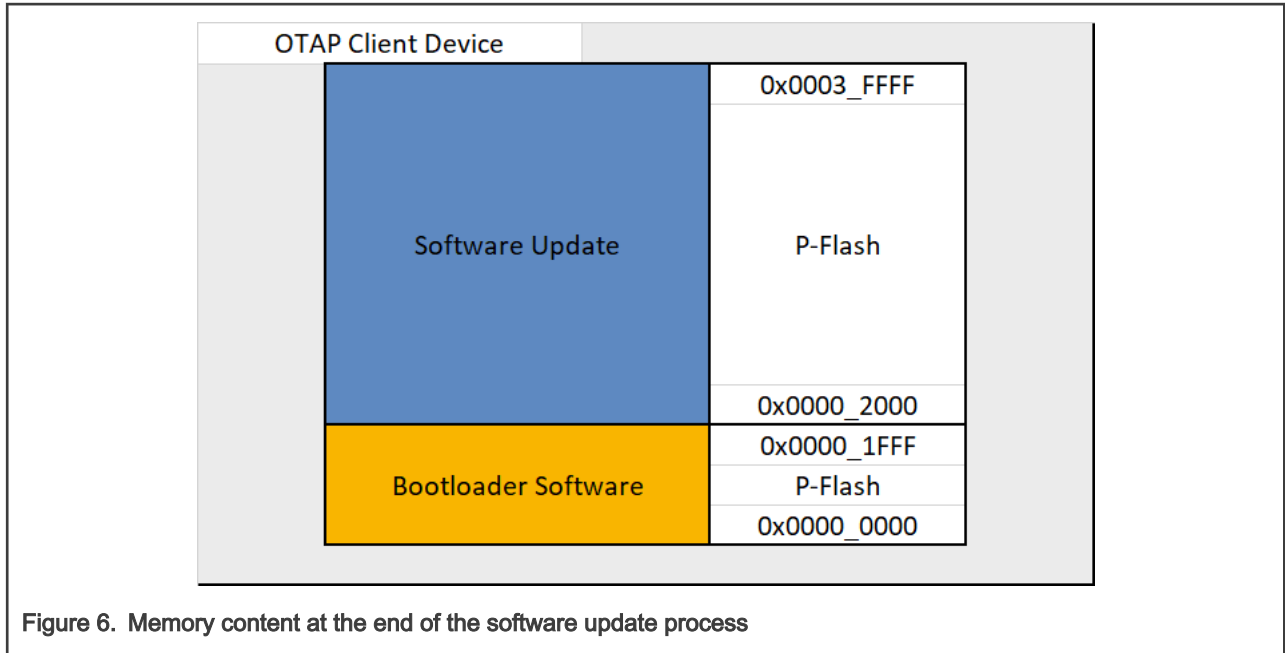 OTAP Client Device
0x0003_FFFF
Software Update
P-Flash
0x0000_2000
0x0000_1FFF
Bootloader Software
P-Flash
0x0000_0000
Figure 6. Memory content at the end of the software update process